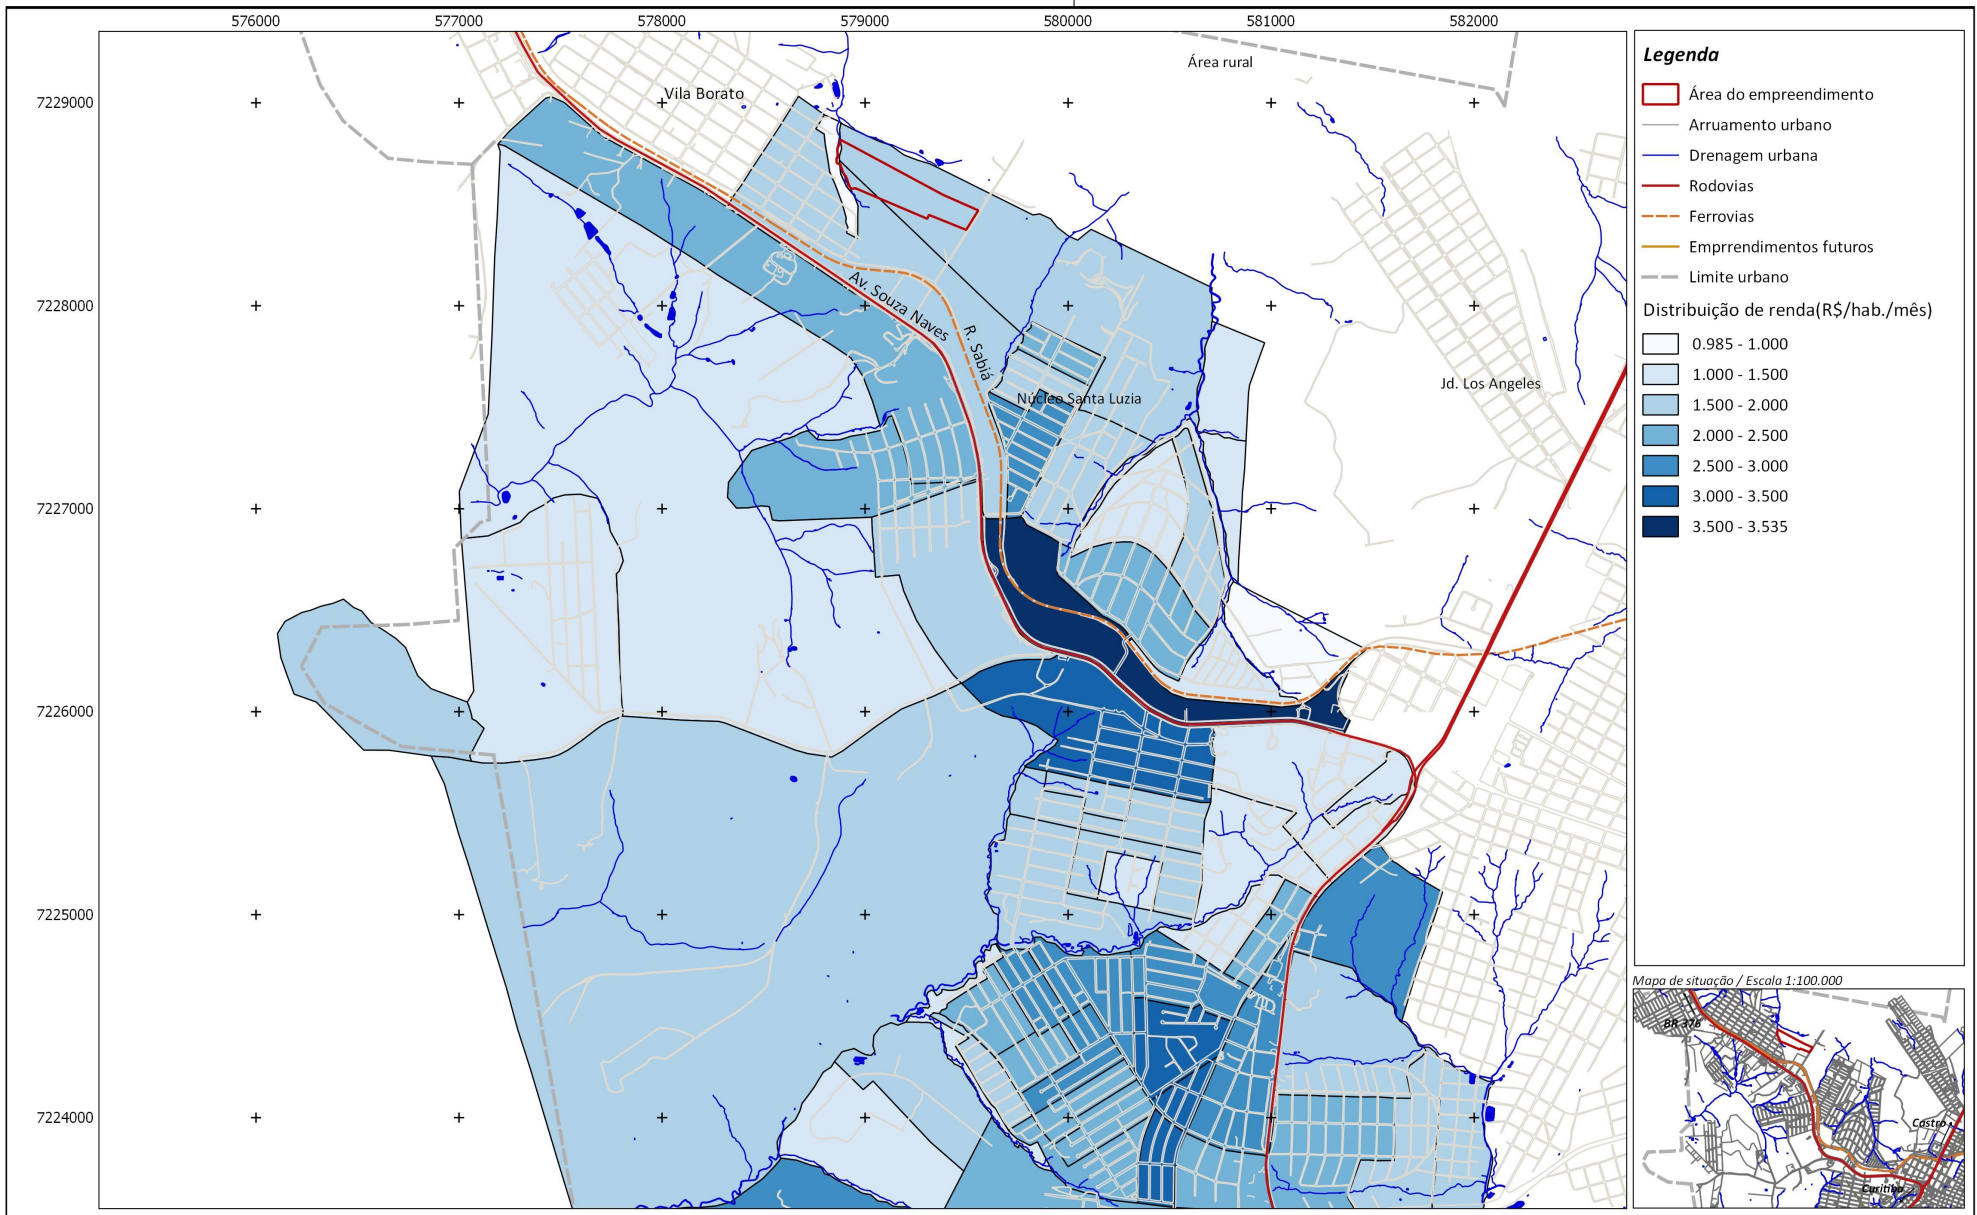 576000 577000 578000 579000 580000 581000 582000
7229000
7228000
7227000
7226000
7225000
7224000
Área rural
Vila Borato
Av. Souza Naves
R. Sabiá
Núcleo Santa Luzia
Jd. Los Angeles
Legenda
Área do empreendimento
Arruamento urbano
Drenagem urbana
Rodovias
Ferrovias
Emprrendimentos futuros
Limite urbano
Distribuição de renda(R$/hab./mês)
0.985 - 1.000
1.000 - 1.500
1.500 - 2.000
2.000 - 2.500
2.500 - 3.000
3.000 - 3.500
3.500 - 3.535
Mapa de situação / Escala 1:100.000
BR 376
Castro
Curitiba